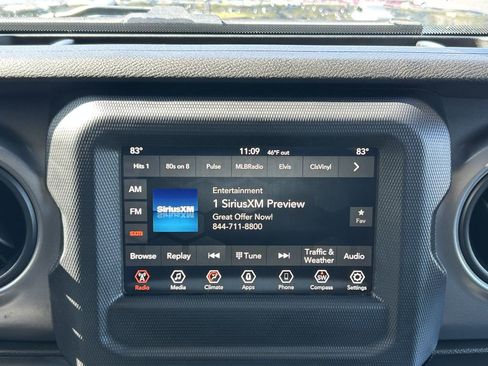 83° 11:09 46°F out 83°
Hits 1 80s on 8 Pulse MLBRadio Elvis ClsVinyl
AM
FM
SXM
SiriusXM
Entertainment
1 SiriusXM Preview
Great Offer Now!
844-711-8800
Fav
Browse Replay Tune Traffic & Weather Audio
Radio Media Climate Apps Phone Compass Settings
SW